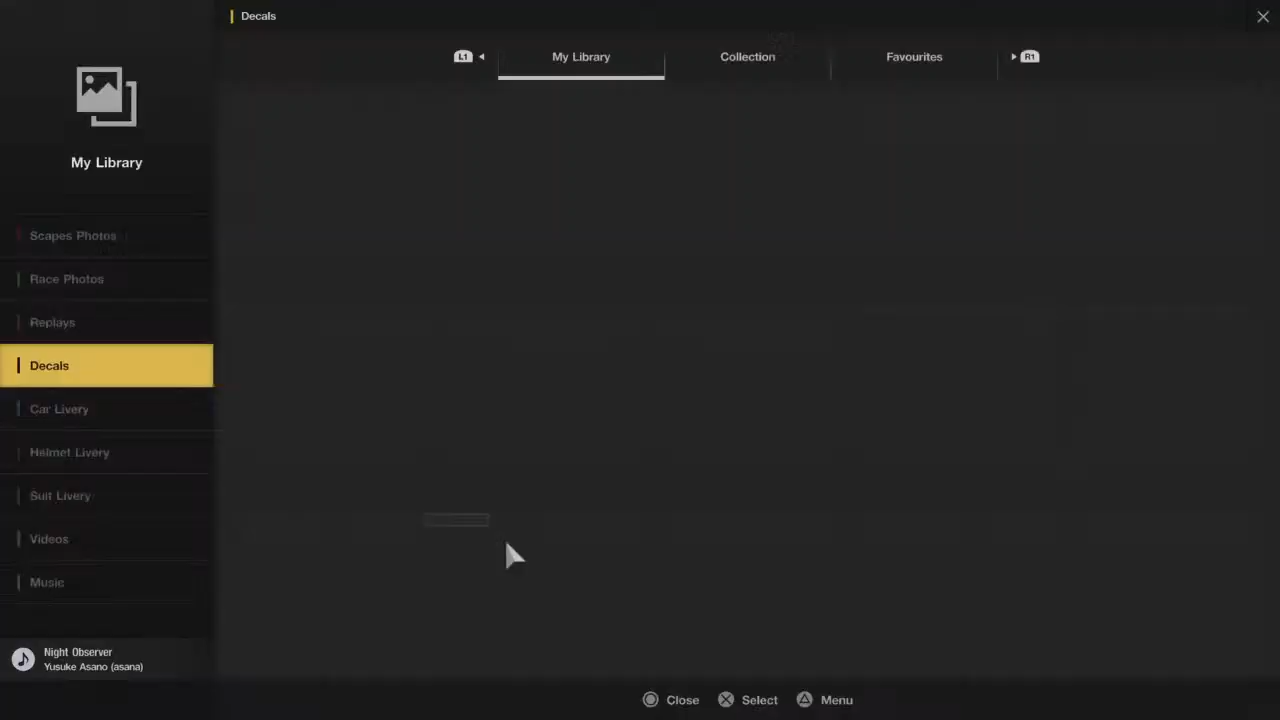 Decals
L1
My Library
Collection
Favourites
R1
My Library
Scapes Photos
Race Photos
Replays
Decals
Car Livery
Helmet Livery
Suit Livery
Videos
Music
Night Observer
Yusuke Asano (asana)
Close
Select
Menu